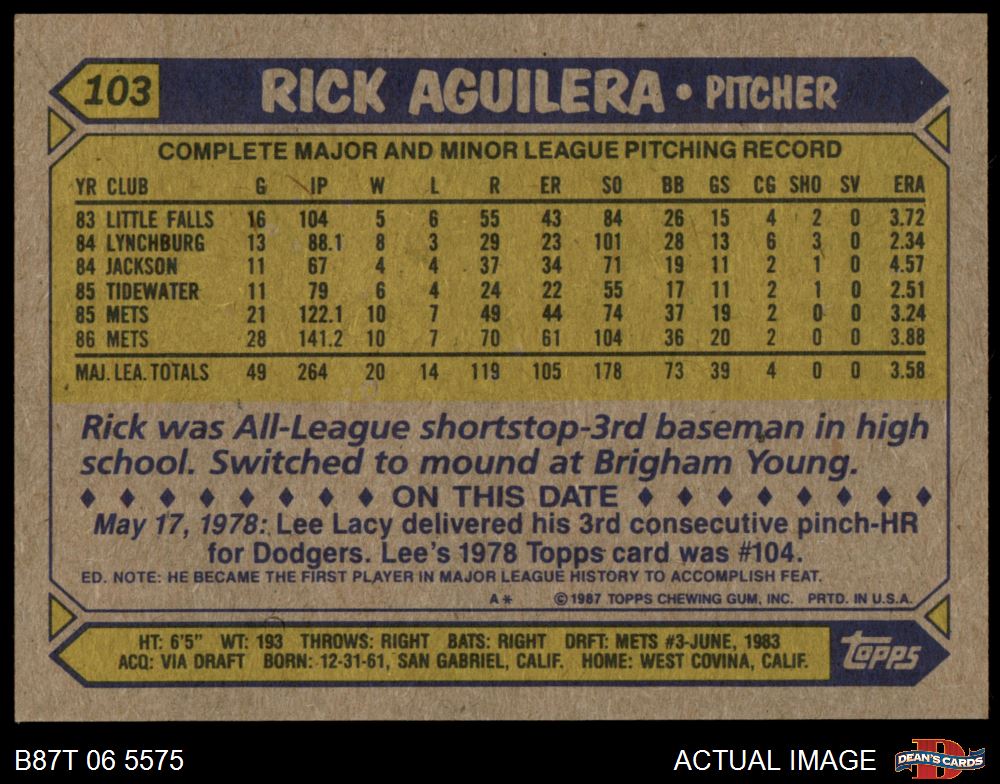 103 RICK AGUILERA • PITCHER
COMPLETE MAJOR AND MINOR LEAGUE PITCHING RECORD
YR CLUB G IP W L R ER SO BB GS CG SHO SV ERA
83 LITTLE FALLS 16 104 5 6 55 43 84 26 15 4 2 0 3.72
84 LYNCHBURG 13 88.1 8 3 29 23 101 28 13 6 3 0 2.34
84 JACKSON 11 67 4 4 37 34 71 19 11 2 1 0 4.57
85 TIDEWATER 11 79 6 4 24 22 55 17 11 2 1 0 2.51
85 METS 21 122.1 10 7 49 44 74 37 19 2 0 0 3.24
86 METS 28 141.2 10 7 70 61 104 36 20 2 0 0 3.88
MAJ. LEA. TOTALS 49 264 20 14 119 105 178 73 39 4 0 0 3.58
Rick was All-League shortstop-3rd baseman in high
school. Switched to mound at Brigham Young.
♦ ♦ ♦ ♦ ♦ ♦ ♦ ♦ ON THIS DATE ♦ ♦ ♦ ♦ ♦ ♦ ♦ ♦
May 17, 1978: Lee Lacy delivered his 3rd consecutive pinch-HR
for Dodgers. Lee's 1978 Topps card was #104.
ED. NOTE: HE BECAME THE FIRST PLAYER IN MAJOR LEAGUE HISTORY TO ACCOMPLISH FEAT.
A* © 1987 TOPPS CHEWING GUM, INC. PRTD. IN U.S.A.
HT: 6'5" WT: 193 THROWS: RIGHT BATS: RIGHT DRFT: METS #3-JUNE, 1983
ACQ: VIA DRAFT BORN: 12-31-61, SAN GABRIEL, CALIF. HOME: WEST COVINA, CALIF.
topps
B87T 06 5575 ACTUAL IMAGE D DEAN'S CARDS